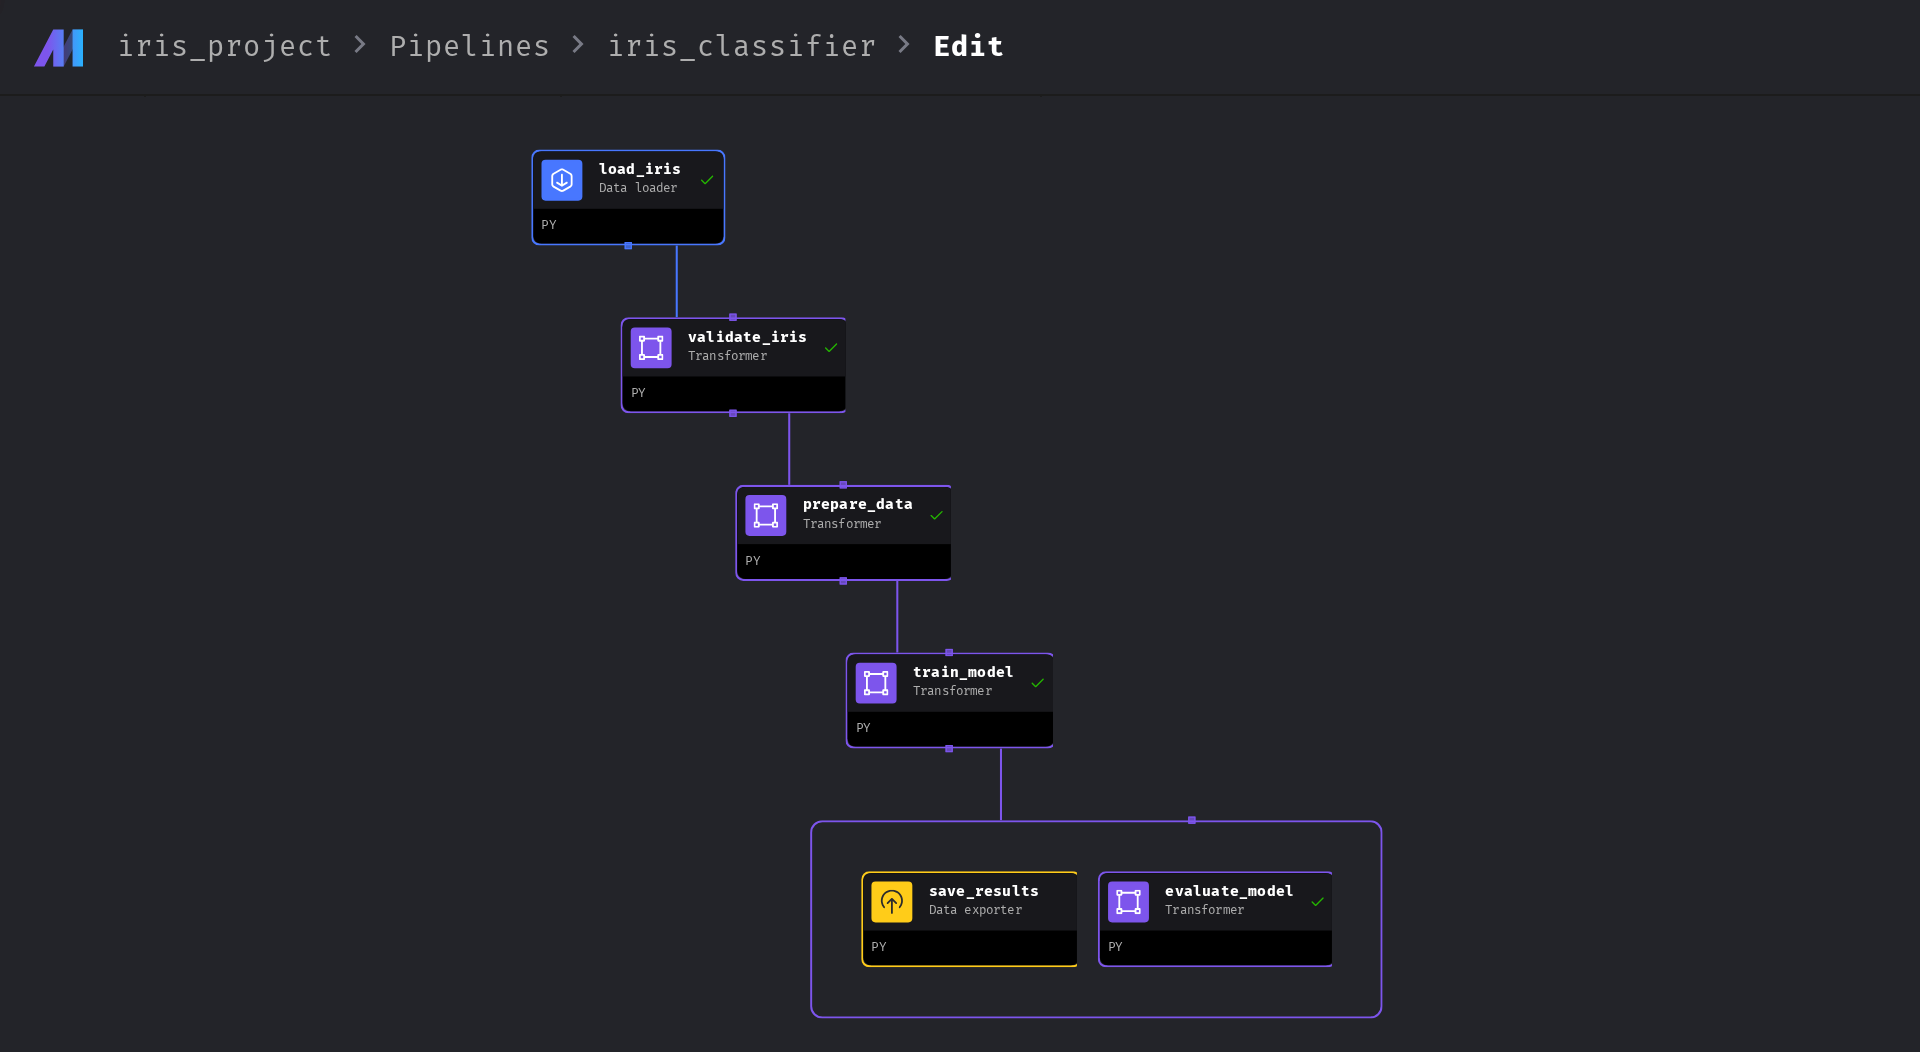 iris_project > Pipelines > iris_classifier > Edit
load_iris
Data loader
PY
validate_iris
Transformer
PY
prepare_data
Transformer
PY
train_model
Transformer
PY
save_results
Data exporter
PY
evaluate_model
Transformer
PY